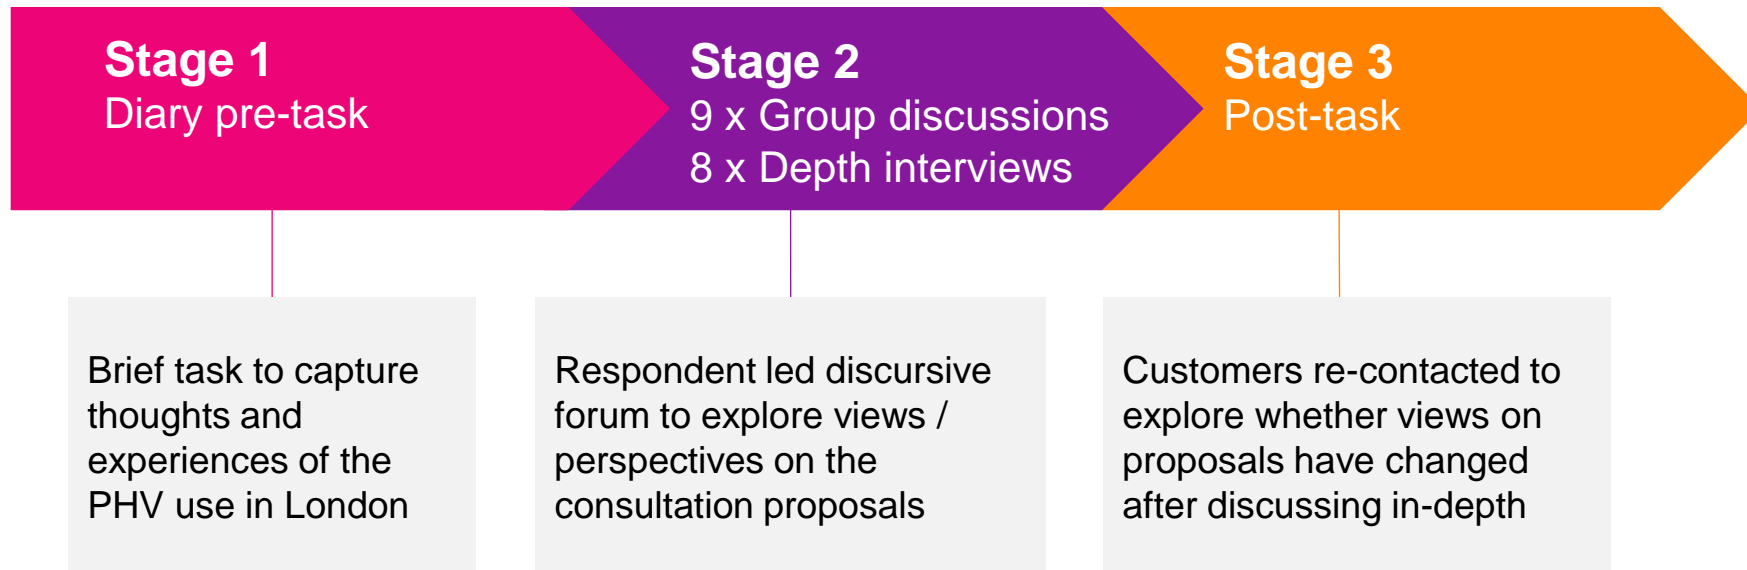 Stage 1
Diary pre-task
Stage 2
9 x Group discussions
8 x Depth interviews
Stage 3
Post-task
Brief task to capture
thoughts and
experiences of the
PHV use in London
Respondent led discursive
forum to explore views /
perspectives on the
consultation proposals
Customers re-contacted to
explore whether views on
proposals have changed
after discussing in-depth